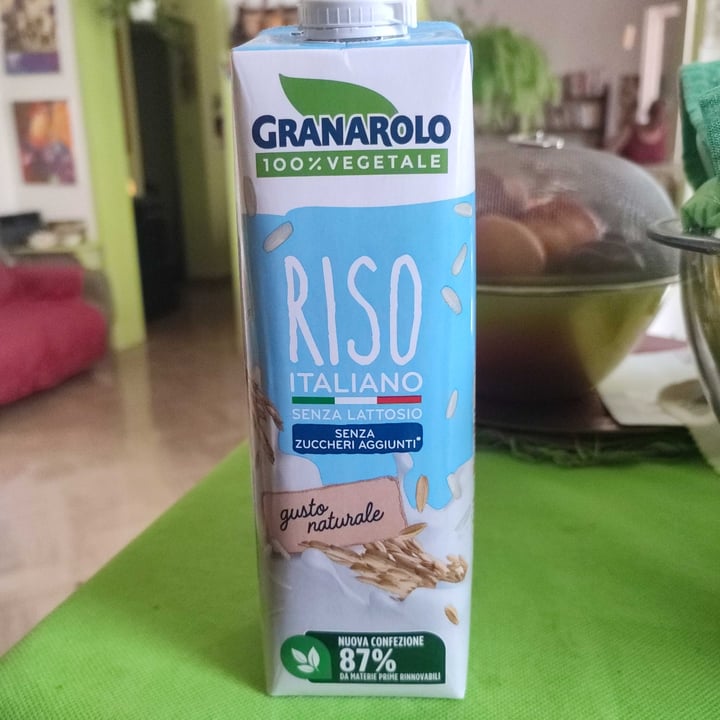 GRANAROLO
100% VEGETALE
RISO
ITALIANO
SENZA LATTOSIO
SENZA
ZUCCHERI AGGIUNTI*
gusto
naturale
NUOVA CONFEZIONE
87%
DA MATERIE PRIME RINNOVABILI